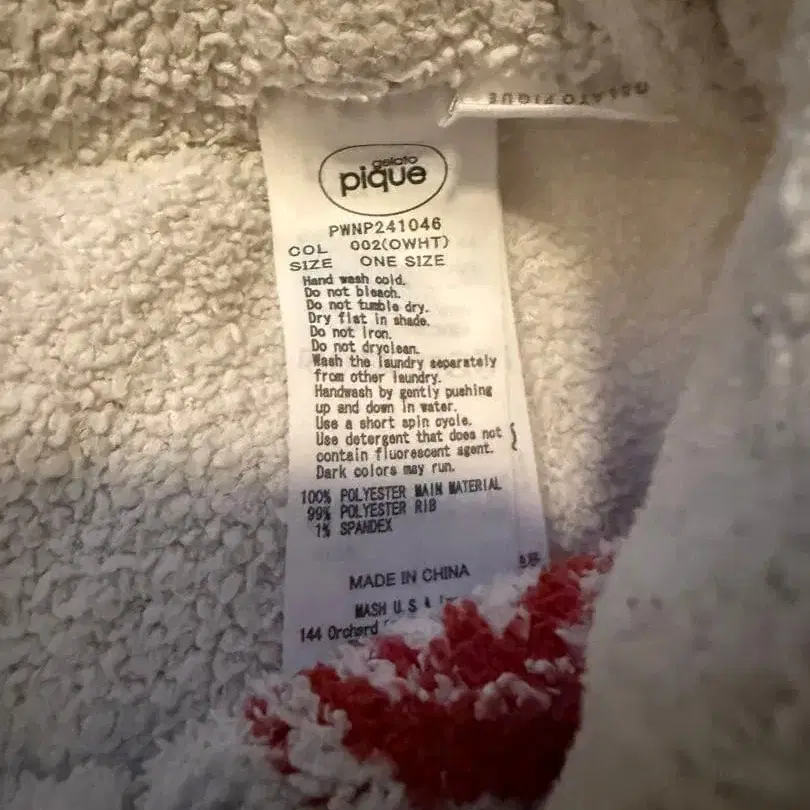 GELATO PIQUE
gelato
pique
PWNP241046
COL 002(OWHT)
SIZE ONE SIZE
Hand wash cold.
Do not bleach.
Do not tumble dry.
Dry flat in shade.
Do not Iron.
Do not dryclean.
Wash the laundry separately
from other laundry.
Handwash by gently pushing
up and down in water.
Use a short spin cycle.
Use detergent that does not
contain fluorescent agent.
Dark colors may run.
100% POLYESTER MAIN MATERIAL
99% POLYESTER RIB
1% SPANDEX
MADE IN CHINA
MASH U.S.A
144 Orchard